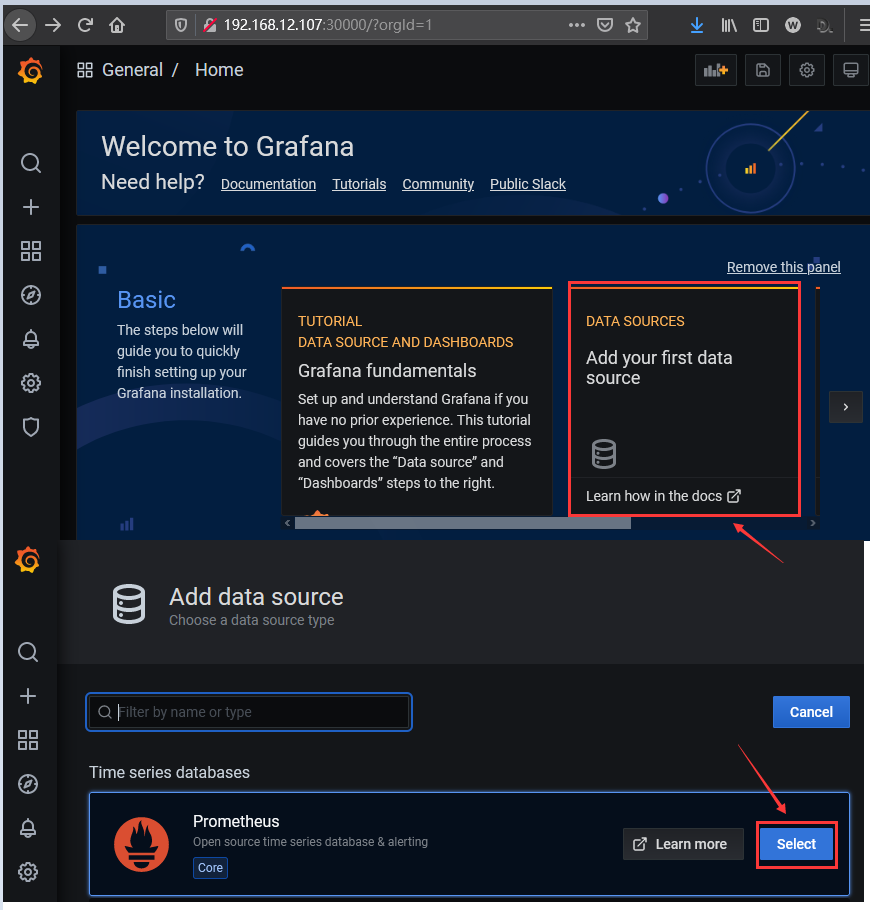 192.168.12.107:30000/?orgId=1
General / Home
Welcome to Grafana
Need help? Documentation Tutorials Community Public Slack
Remove this panel
Basic
The steps below will
guide you to quickly
finish setting up your
Grafana installation.
TUTORIAL
DATA SOURCE AND DASHBOARDS
Grafana fundamentals
Set up and understand Grafana if you
have no prior experience. This tutorial
guides you through the entire process
and covers the “Data source” and
“Dashboards” steps to the right.
DATA SOURCES
Add your first data
source
Learn how in the docs
Add data source
Choose a data source type
Filter by name or type
Cancel
Time series databases
Prometheus
Open source time series database & alerting
Core
Learn more
Select